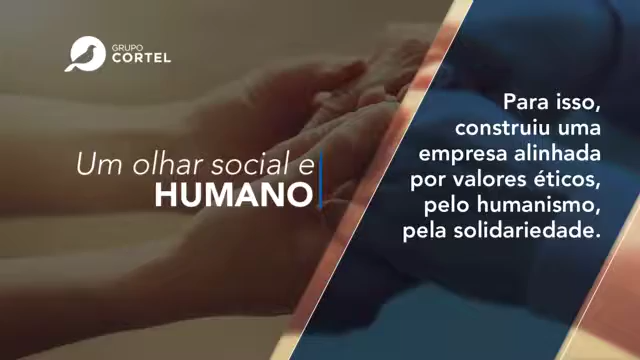 GRUPO
CORTEL
Um olhar social e
HUMANO
Para isso,
construiu uma
empresa alinhada
por valores éticos,
pelo humanismo,
pela solidariedade.